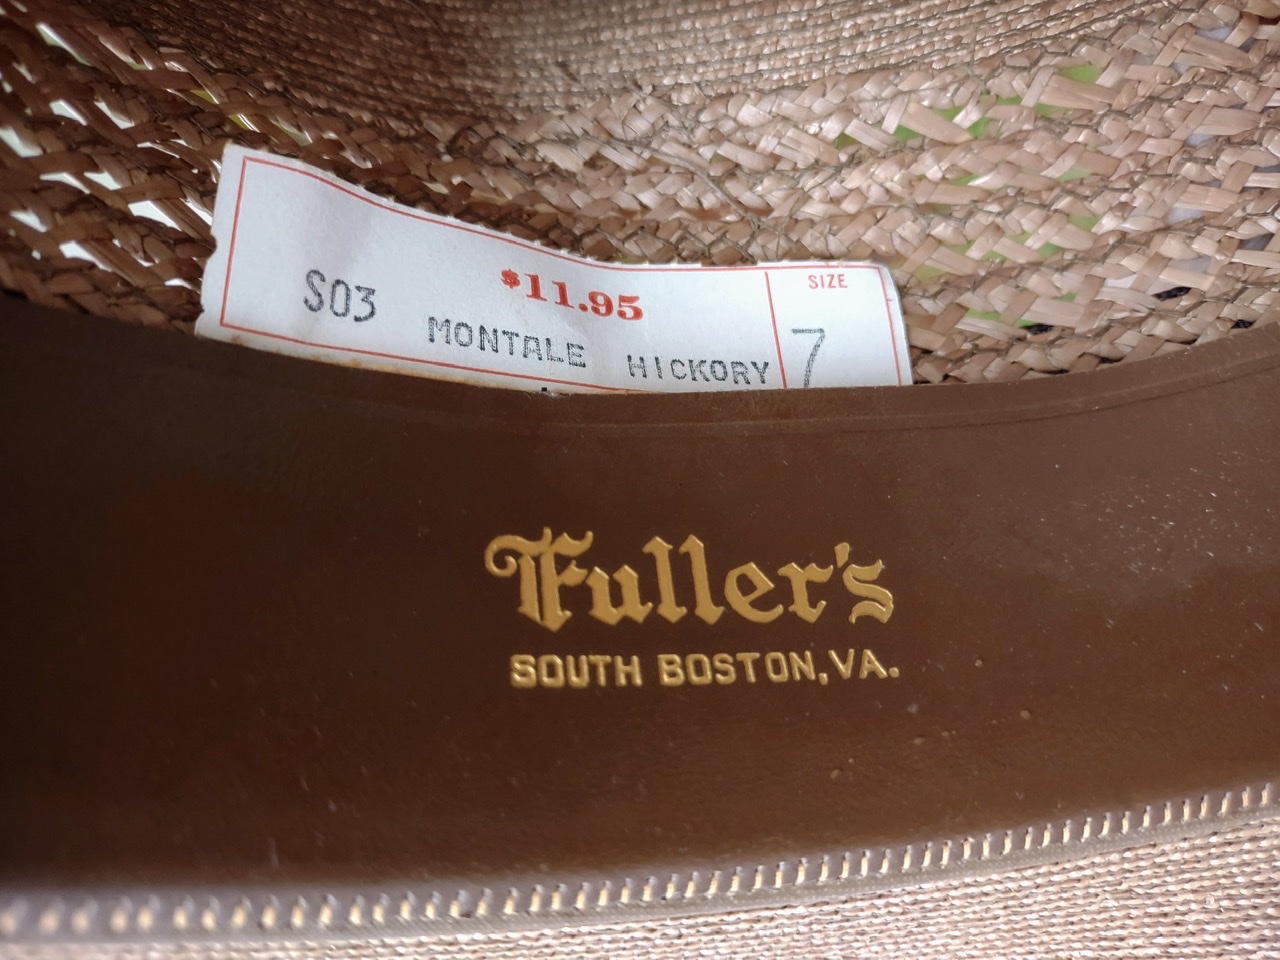 $11.95
SIZE
S03 MONTALE HICKORY 7
Fuller's
SOUTH BOSTON, VA.